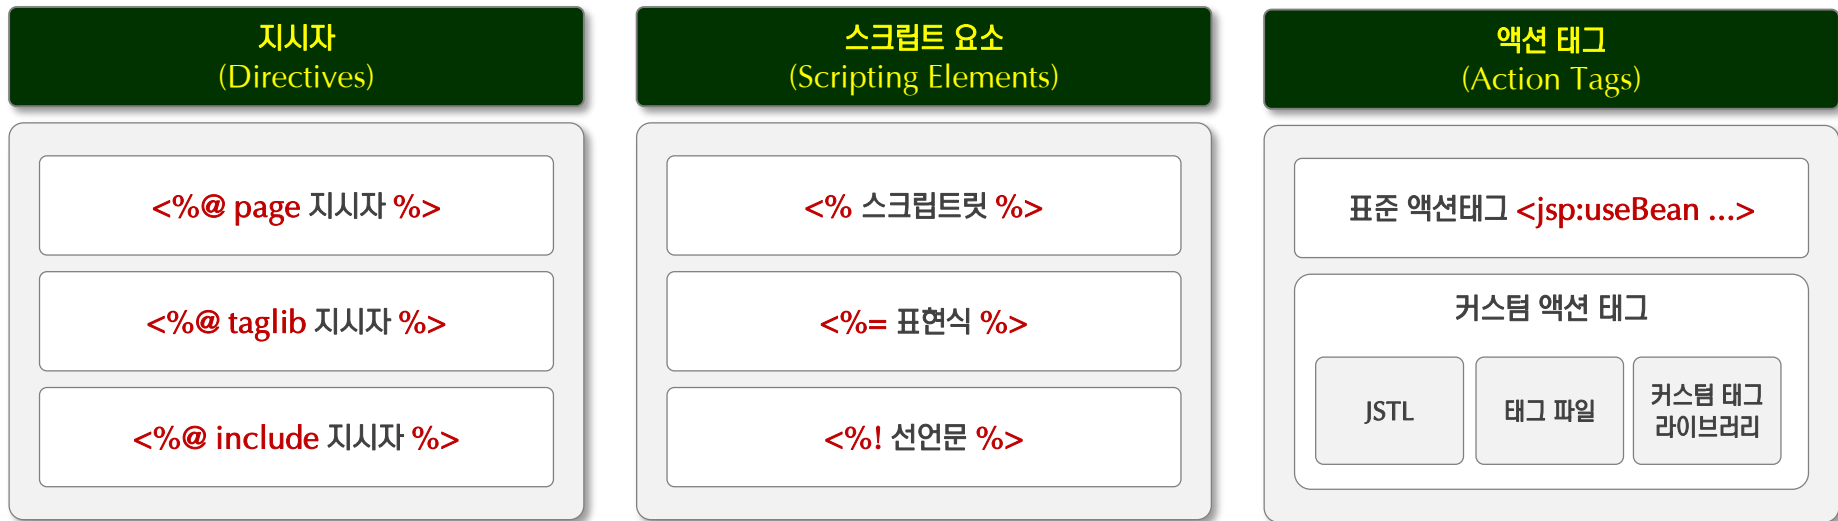 지시자
(Directives)
<%@ page 지시자 %>
<%@ taglib 지시자 %>
<%@ include 지시자 %>
스크립트 요소
(Scripting Elements)
<% 스크립트릿 %>
<%= 표현식 %>
<%! 선언문 %>
액션 태그
(Action Tags)
표준 액션태그 <jsp:useBean ...>
커스텀 액션 태그
JSTL
태그 파일
커스텀 태그
라이브러리